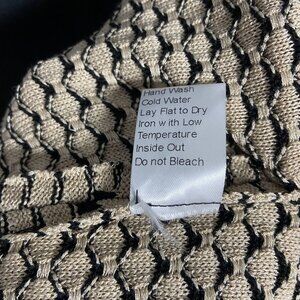 Hand Wash
Cold Water
Lay Flat to Dry
Iron with Low
Temperature
Inside Out
Do not Bleach